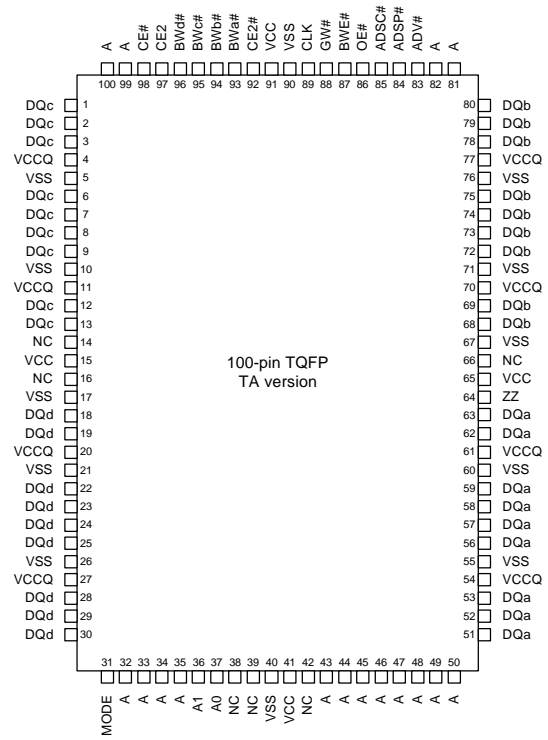 A A CE# CE2 BWd# BWc# BWb# BWa# CE2# VCC VSS CLK GW# BWE# OE# ADSC# ADSP# ADV# A A
100 99 98 97 96 95 94 93 92 91 90 89 88 87 86 85 84 83 82 81
DQc 1
DQc 2
DQc 3
VCCQ 4
VSS 5
DQc 6
DQc 7
DQc 8
DQc 9
VSS 10
VCCQ 11
DQc 12
DQc 13
NC 14
VCC 15
NC 16
VSS 17
DQd 18
DQd 19
VCCQ 20
VSS 21
DQd 22
DQd 23
DQd 24
DQd 25
VSS 26
VCCQ 27
DQd 28
DQd 29
DQd 30
100-pin TQFP
TA version
80 DQb
79 DQb
78 DQb
77 VCCQ
76 VSS
75 DQb
74 DQb
73 DQb
72 DQb
71 VSS
70 VCCQ
69 DQb
68 DQb
67 VSS
66 NC
65 VCC
64 ZZ
63 DQa
62 DQa
61 VCCQ
60 VSS
59 DQa
58 DQa
57 DQa
56 DQa
55 VSS
54 VCCQ
53 DQa
52 DQa
51 DQa
31 32 33 34 35 36 37 38 39 40 41 42 43 44 45 46 47 48 49 50
MODE A A A A A1 A0 NC NC VSS VCC NC A A A A A A A A